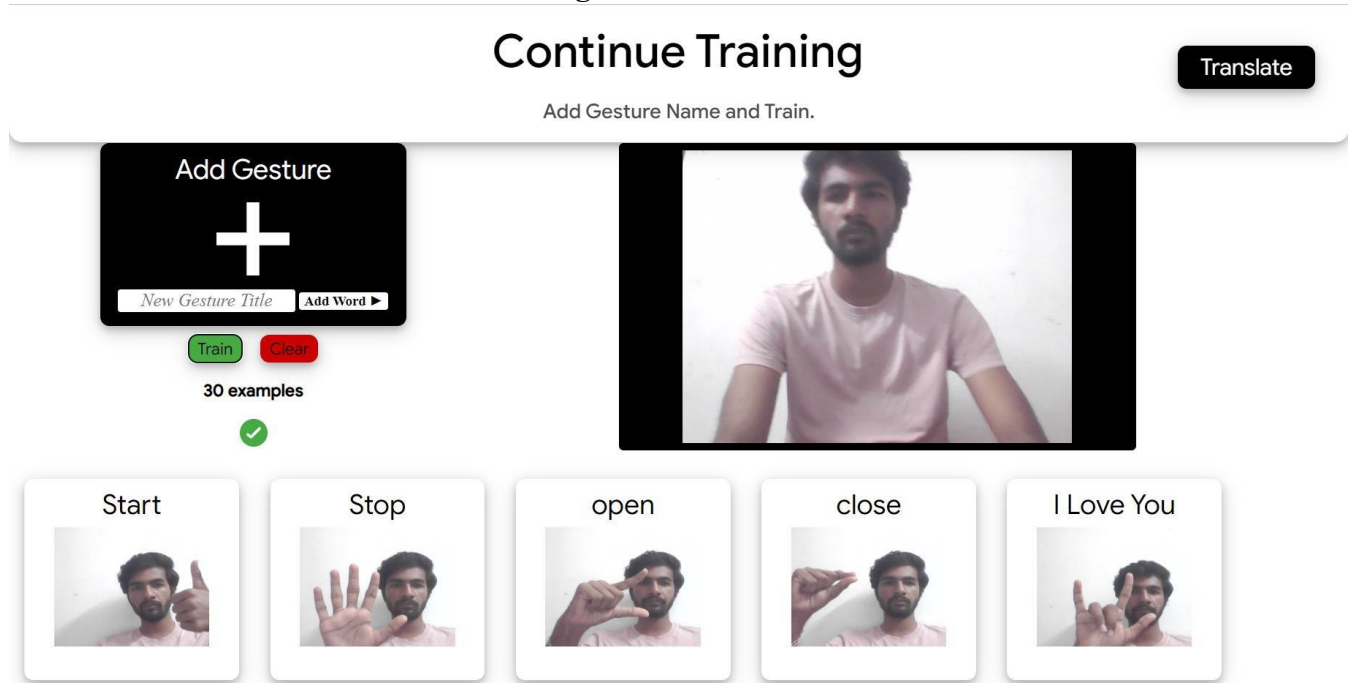 Continue Training
Translate
Add Gesture Name and Train.
Add Gesture
New Gesture Title Add Word ►
Train Clear
30 examples
Start Stop open close I Love You